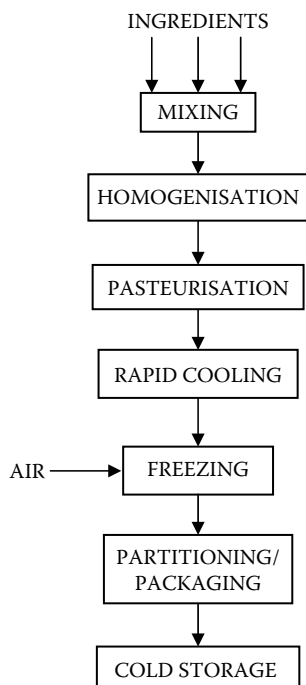 INGREDIENTS
MIXING
HOMOGENISATION
PASTEURISATION
RAPID COOLING
AIR
FREEZING
PARTITIONING/
PACKAGING
COLD STORAGE